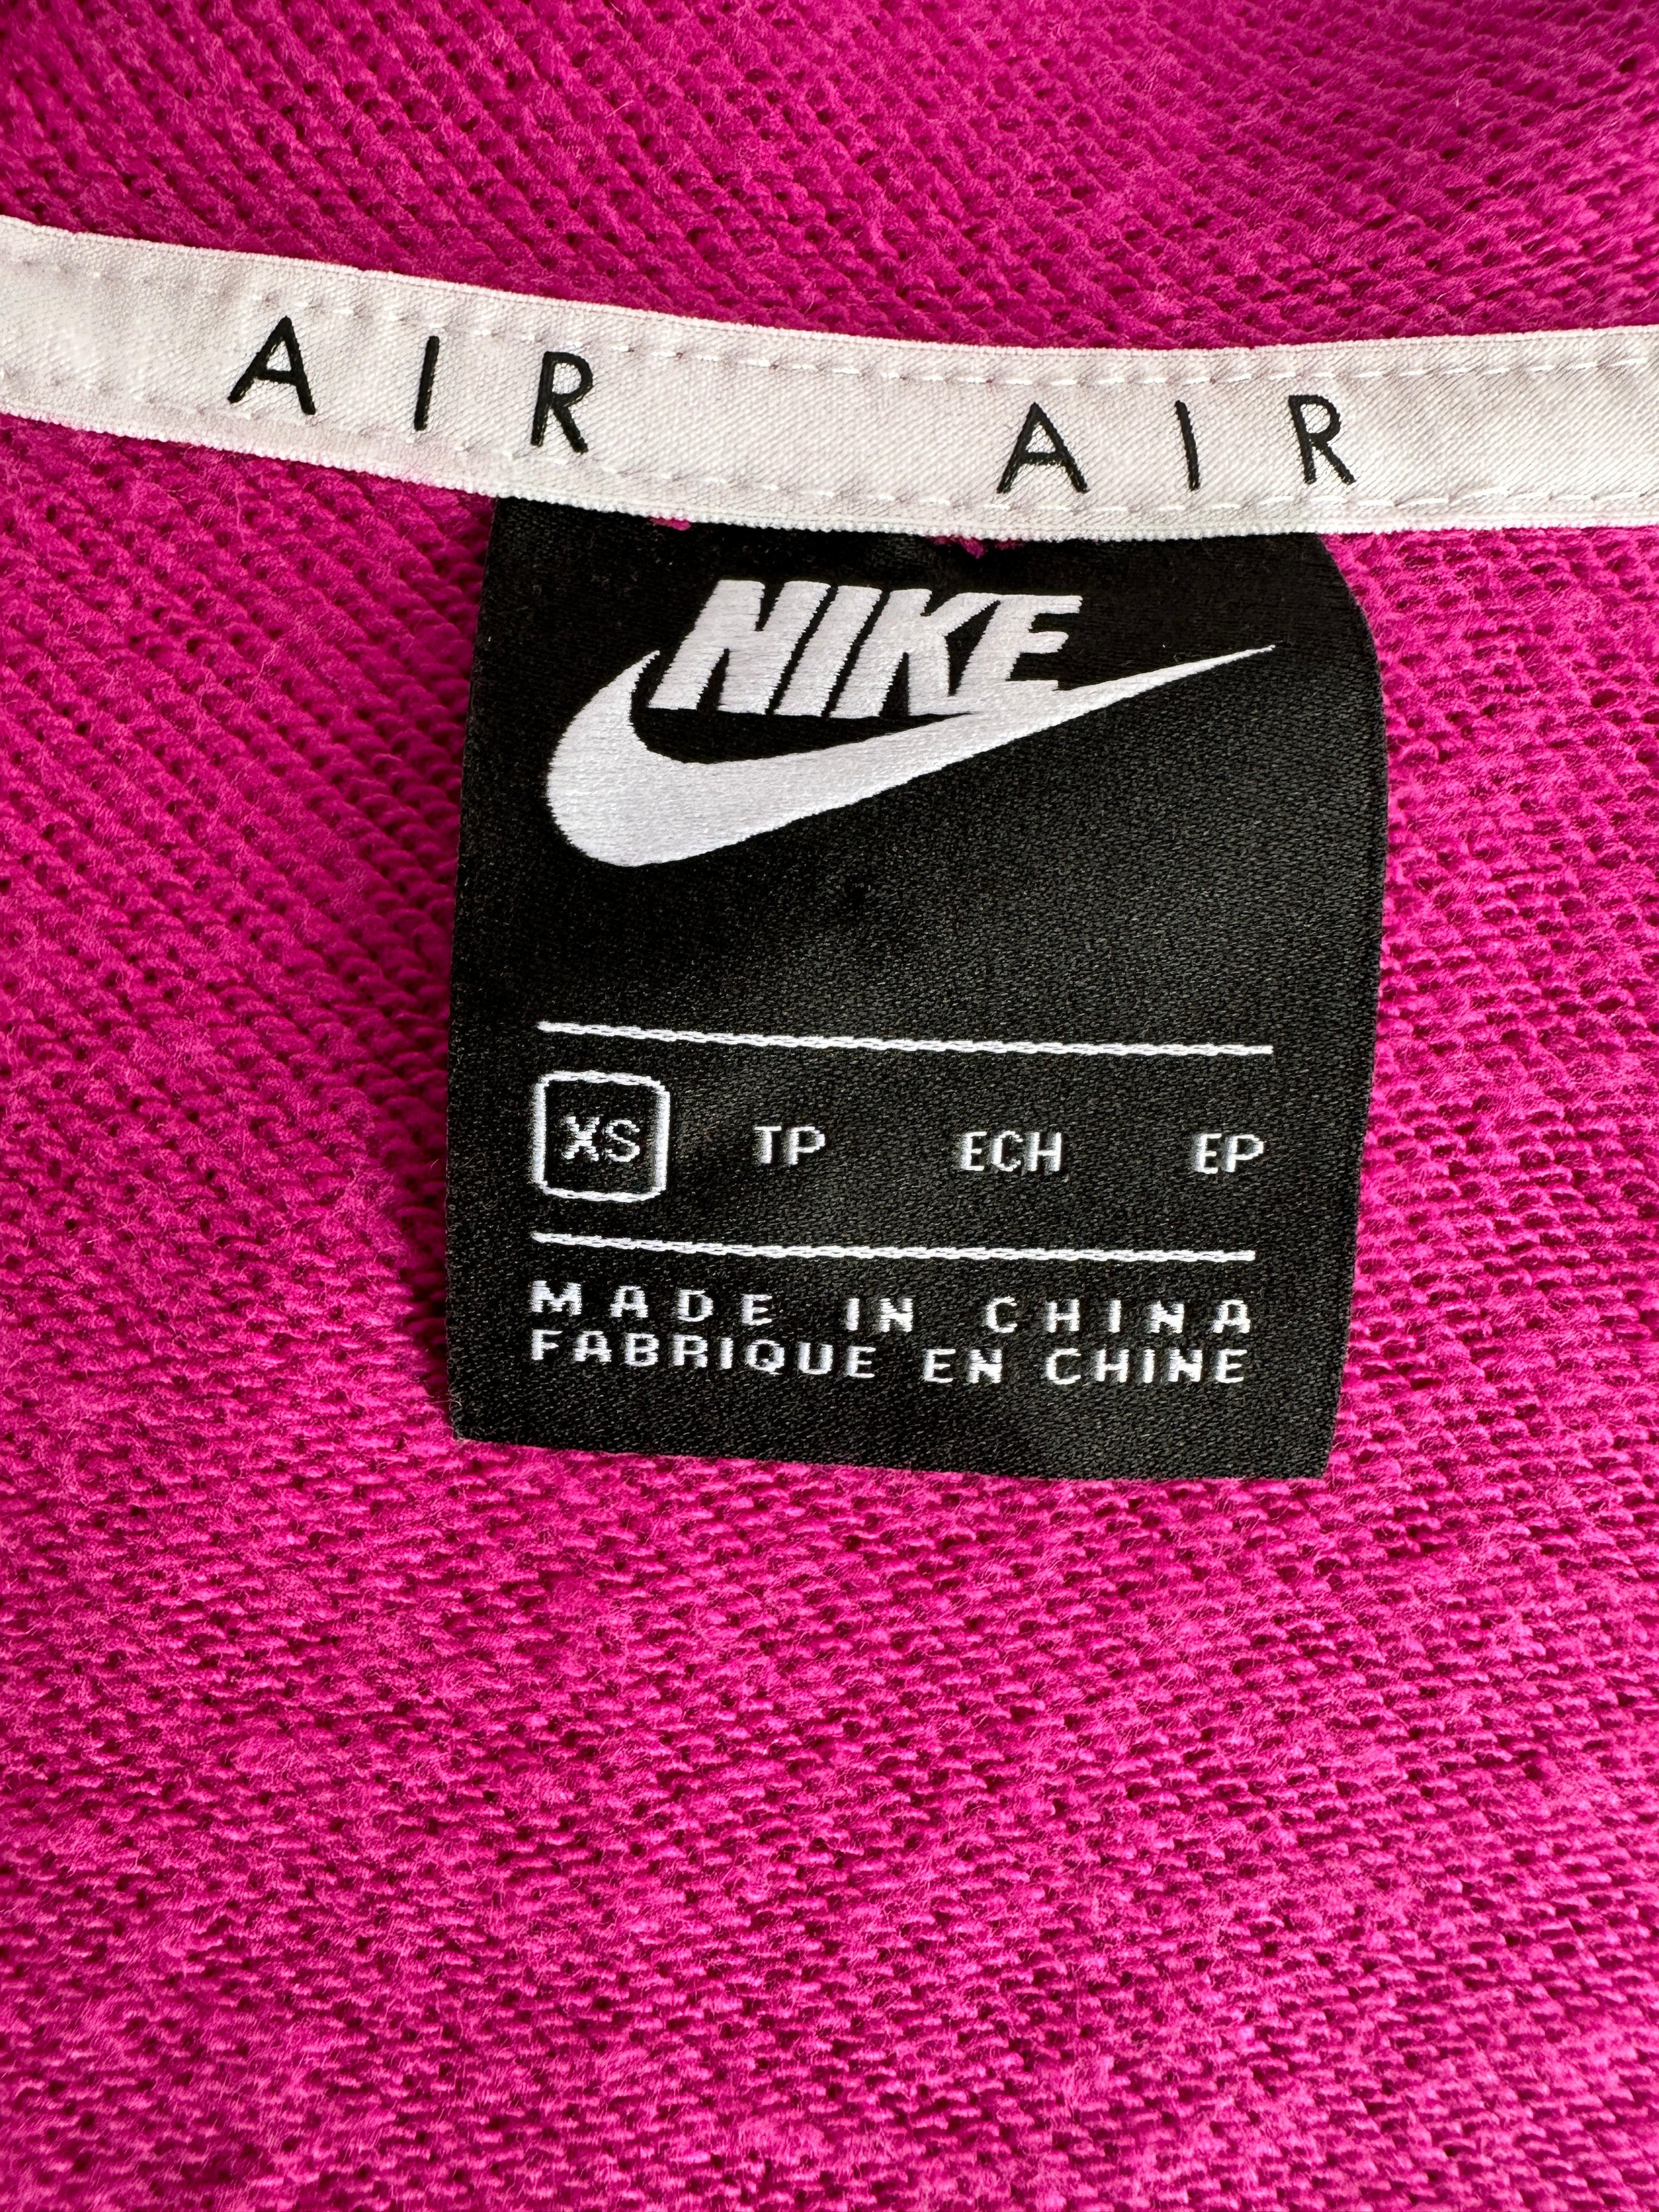 AIR AIR
NIKE
XS TP ECH EP
MADE IN CHINA
FABRIQUE EN CHINE